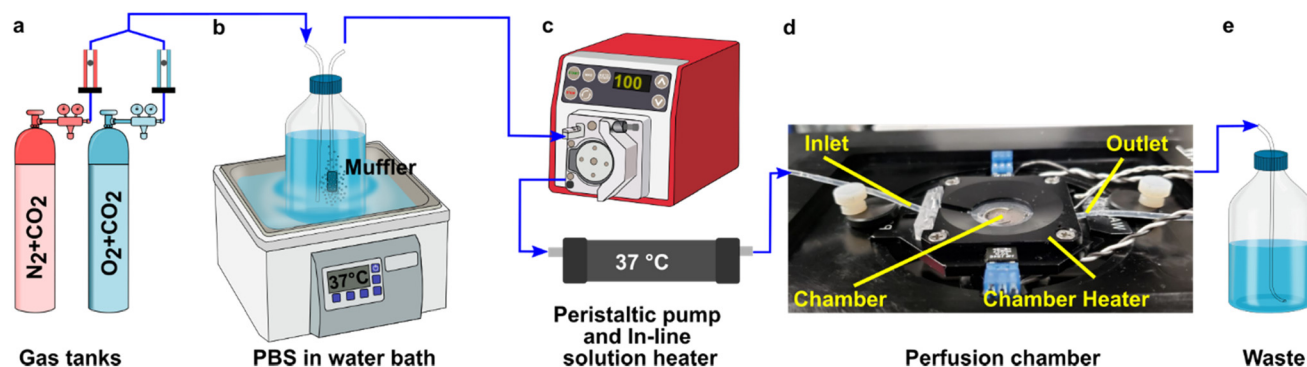 a
b
c
d
e
N₂+CO₂
O₂+CO₂
Muffler
37°C
100
37 °C
Inlet
Outlet
Chamber
Chamber Heater
Gas tanks
PBS in water bath
Peristaltic pump
and In-line
solution heater
Perfusion chamber
Waste